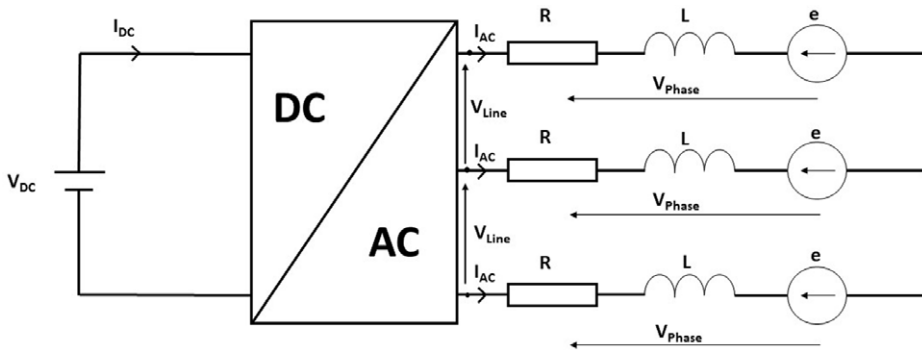 I_DC
V_DC
DC
AC
I_AC
R
L
e
V_Phase
V_Line
I_AC
R
L
e
V_Phase
V_Line
I_AC
R
L
e
V_Phase